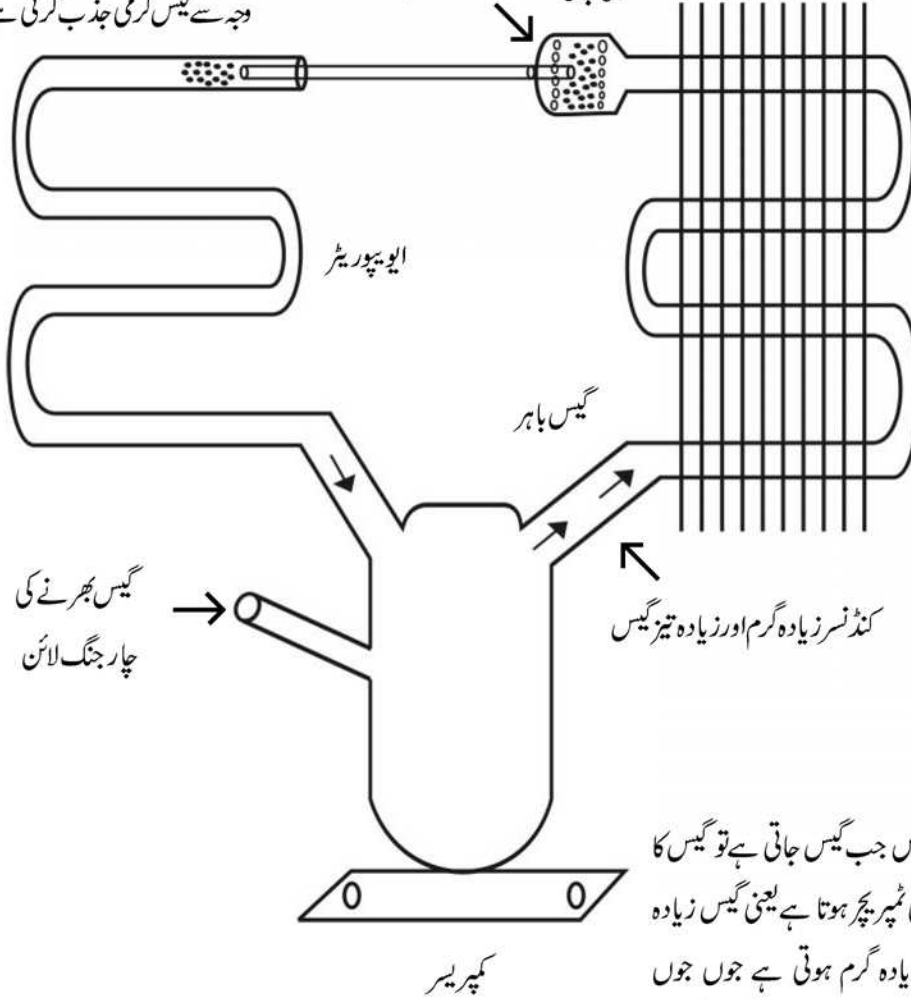 وجہ سے گیس گرمی جذب کرتی ہے
ایوپپوریٹر
گیس باہر
گیس بھرنے کی
چارجنگ لائن
کنڈنسر زیادہ گرم اور زیادہ تیز گیس
جب گیس جاتی ہے تو گیس کا
ٹمپریچر ہوتا ہے یعنی گیس زیادہ
گرم ہوتی ہے جوں جوں
کمپریسر